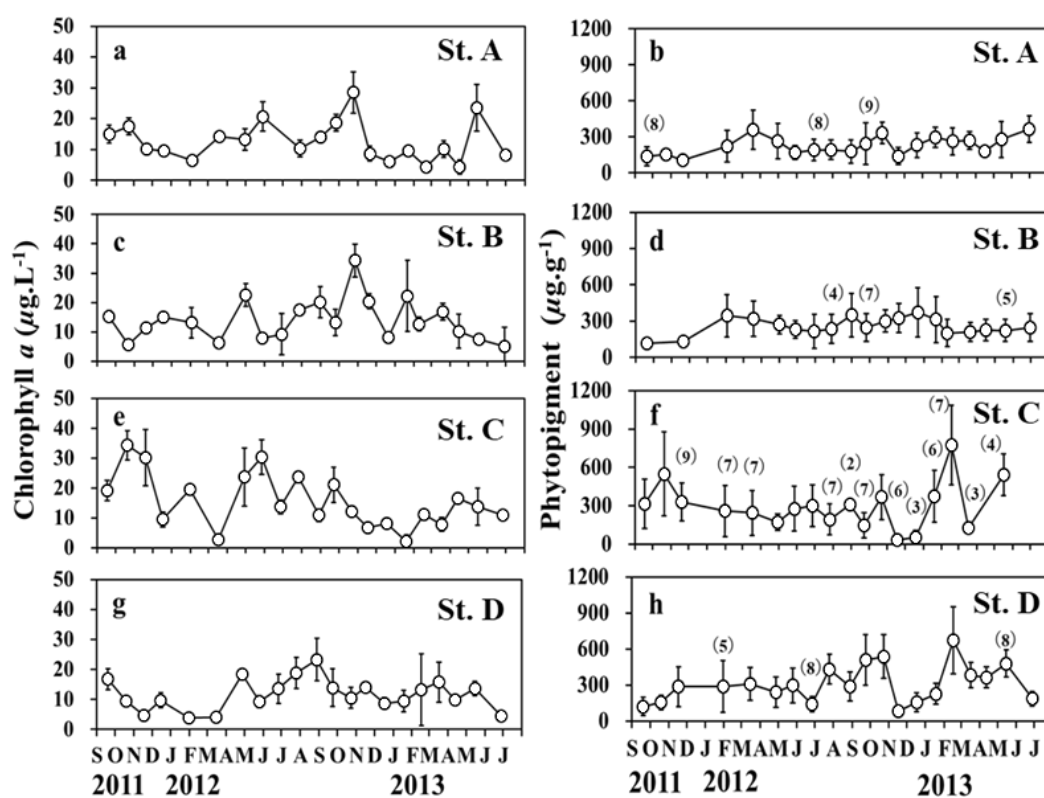 Chlorophyll a (µg.L⁻¹)
50
40
30
20
10
0
a
St. A
50
40
30
20
10
0
c
St. B
50
40
30
20
10
0
e
St. C
50
40
30
20
10
0
g
St. D
S O N D J F M A M J J A S O N D J F M A M J J
2011 2012 2013
Phytopigment (µg.g⁻¹)
1200
900
600
300
0
b
St. A
(8) (8) (9)
1200
900
600
300
0
d
St. B
(4) (7) (5)
1200
900
600
300
0
f
St. C
(9) (7) (7) (7) (2) (7) (6) (3) (6) (7) (3) (4)
1200
900
600
300
0
h
St. D
(5) (8) (8)
S O N D J F M A M J J A S O N D J F M A M J J
2011 2012 2013